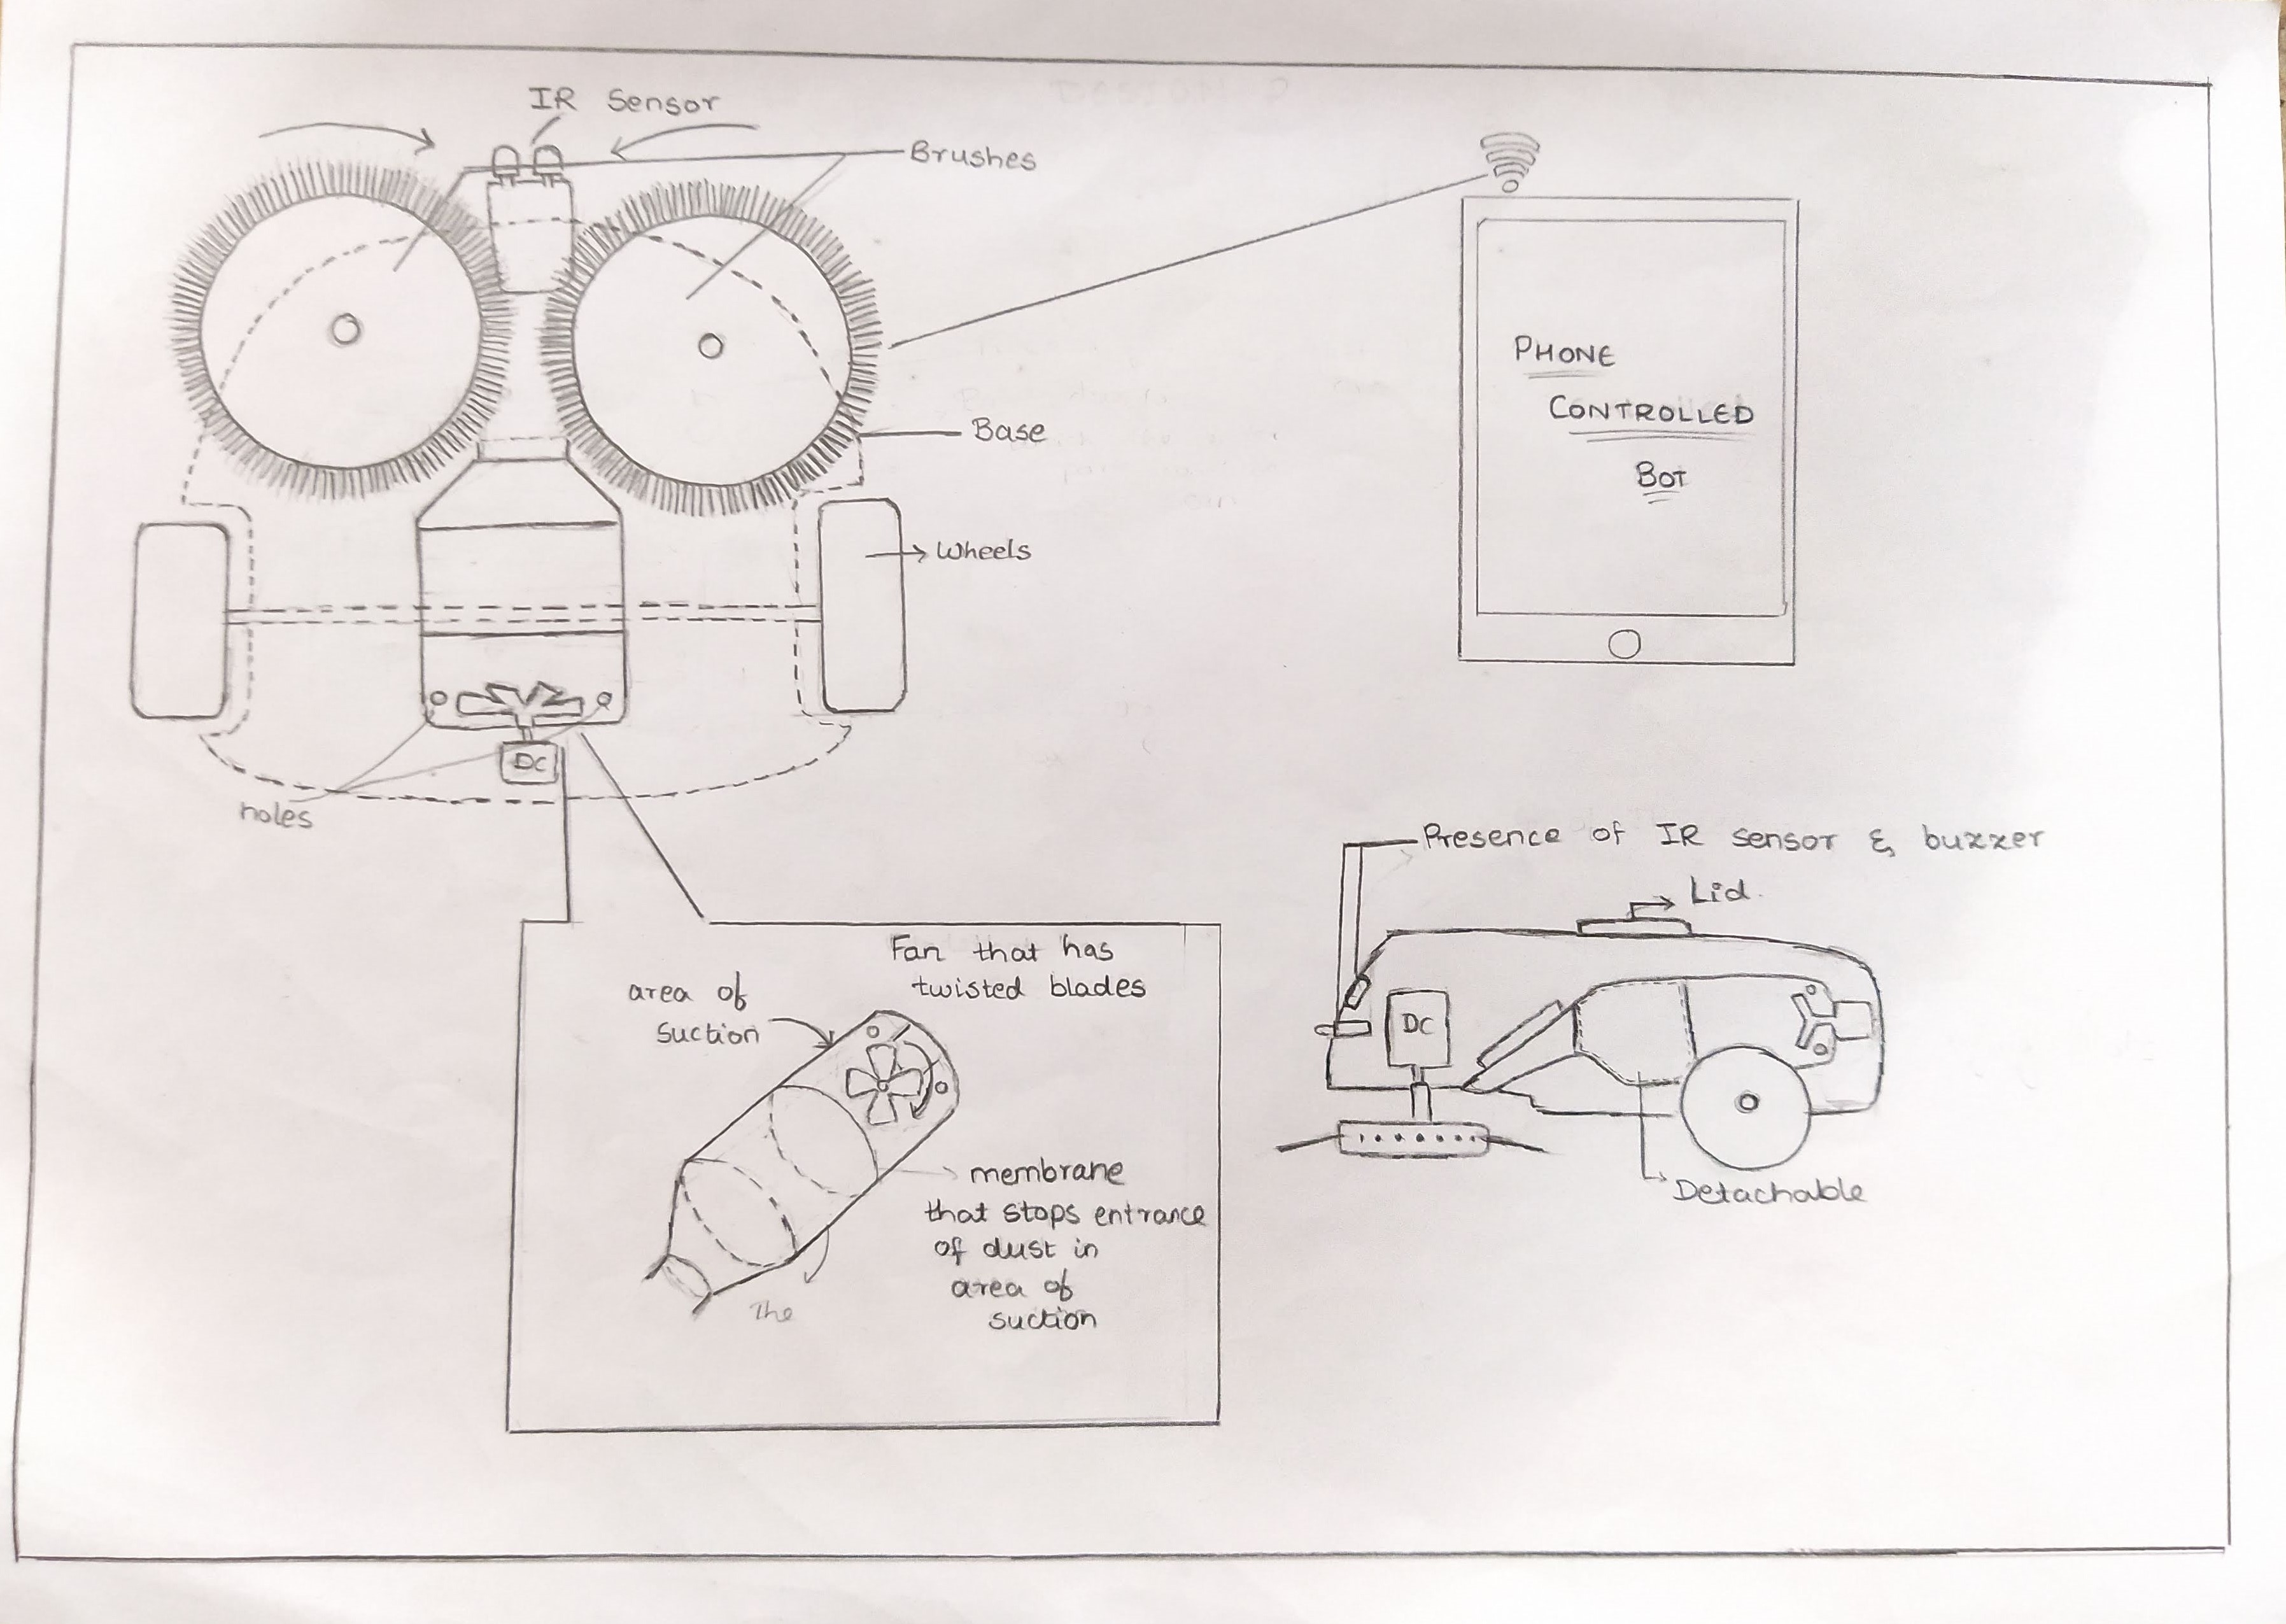 IR Sensor
Brushes
Base
Wheels
DC
holes
PHONE
CONTROLLED
BOT
Presence of IR sensor & buzzer
Lid
DC
Detachable
Fan that has
twisted blades
area of
suction
membrane
that stops entrance
of dust in
area of
suction
The